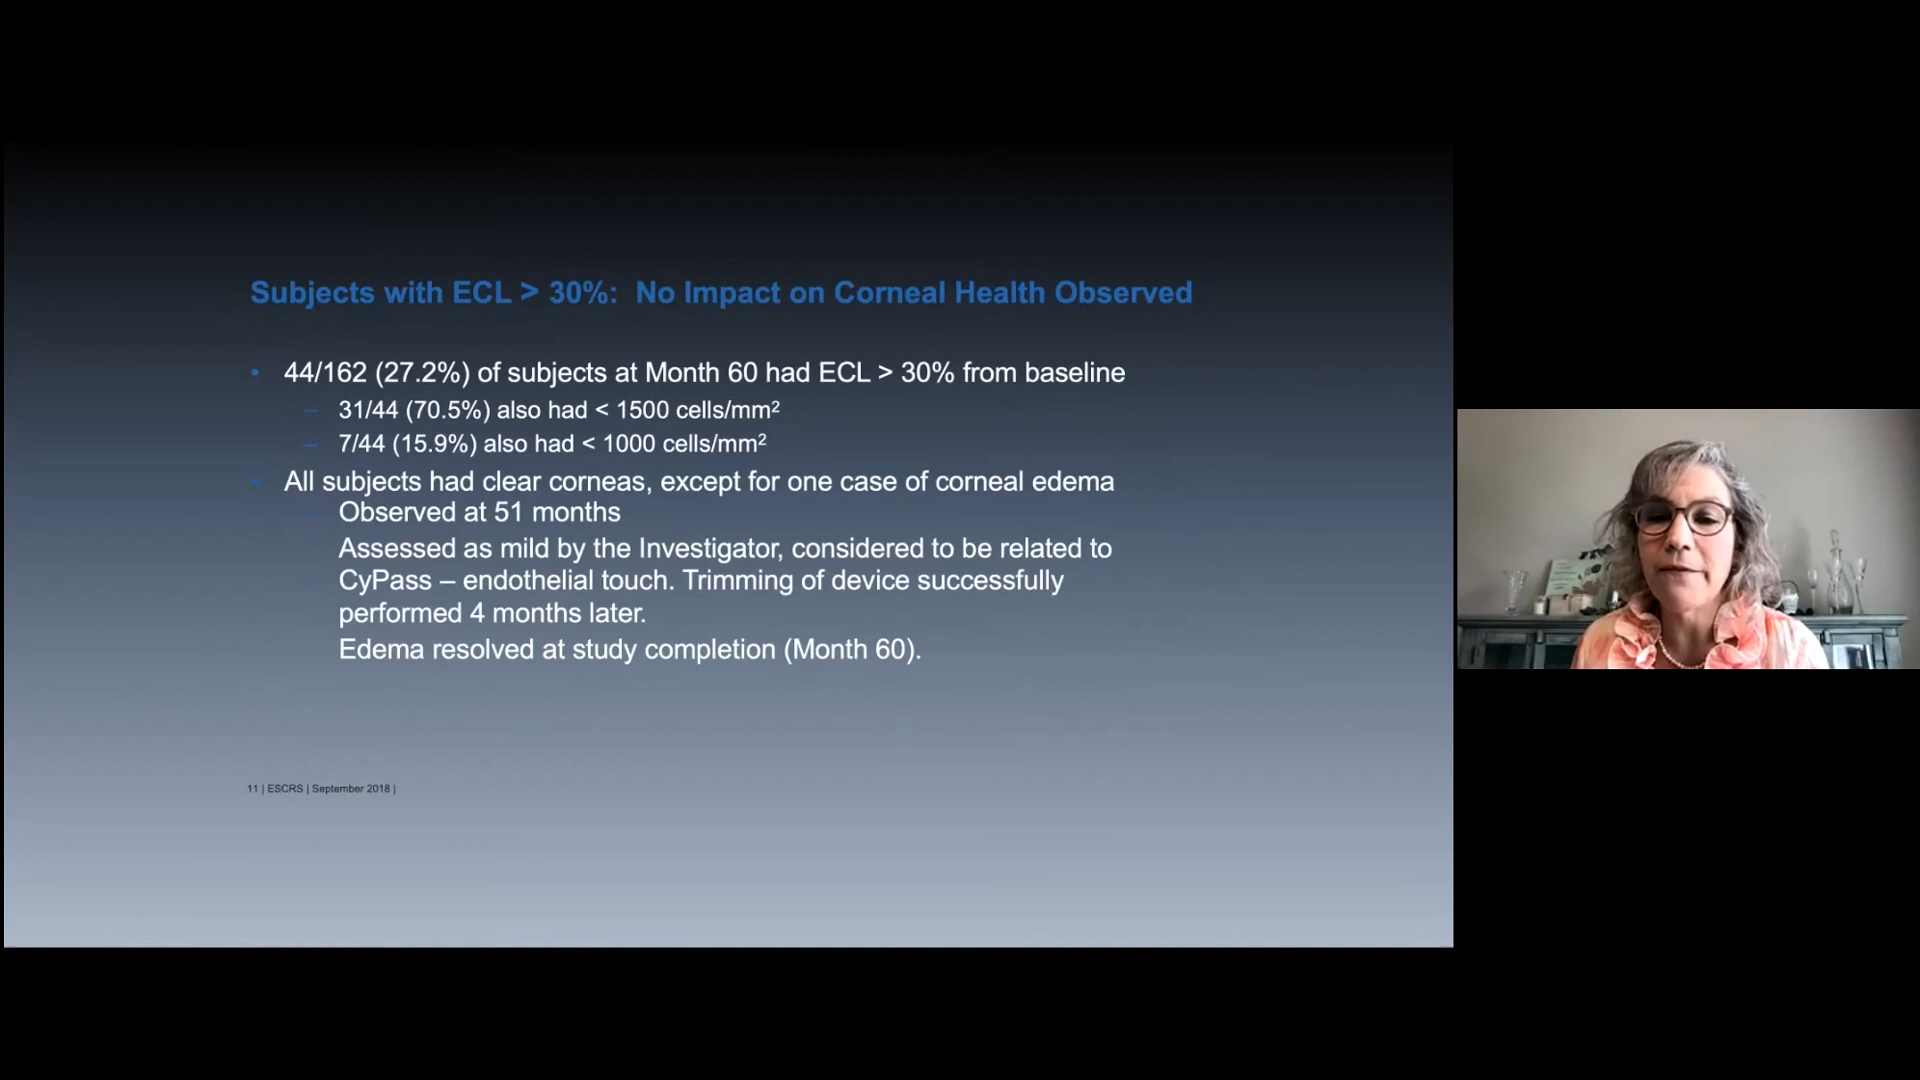 Subjects with ECL > 30%: No Impact on Corneal Health Observed
• 44/162 (27.2%) of subjects at Month 60 had ECL > 30% from baseline
– 31/44 (70.5%) also had < 1500 cells/mm²
– 7/44 (15.9%) also had < 1000 cells/mm²
• All subjects had clear corneas, except for one case of corneal edema
Observed at 51 months
Assessed as mild by the Investigator, considered to be related to
CyPass – endothelial touch. Trimming of device successfully
performed 4 months later.
Edema resolved at study completion (Month 60).
11 | ESCRS | September 2018 |